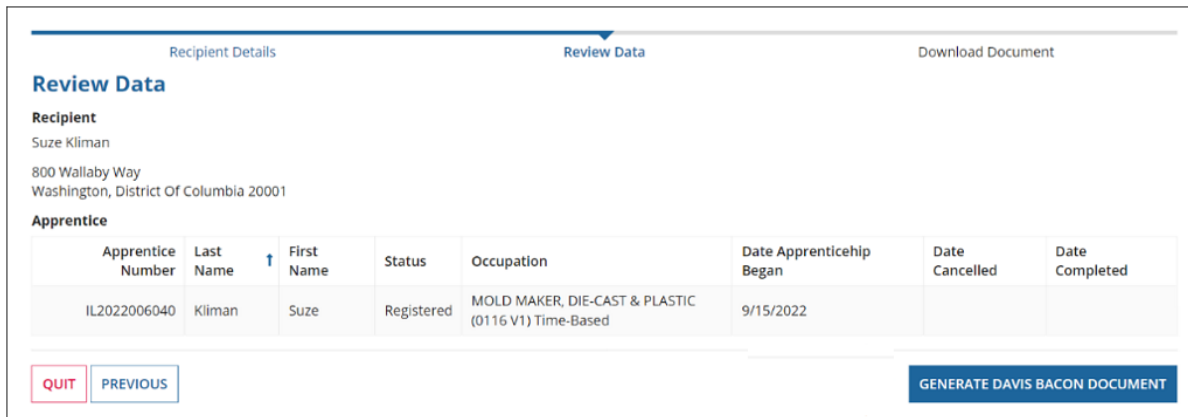 Recipient Details Review Data Download Document
Review Data
Recipient
Suze Kliman
800 Wallaby Way
Washington, District Of Columbia 20001
Apprentice
Apprentice Number Last Name ↑ First Name Status Occupation Date Apprenticehip Began Date Cancelled Date Completed
IL2022006040 Kliman Suze Registered MOLD MAKER, DIE-CAST & PLASTIC (0116 V1) Time-Based 9/15/2022
QUIT PREVIOUS GENERATE DAVIS BACON DOCUMENT